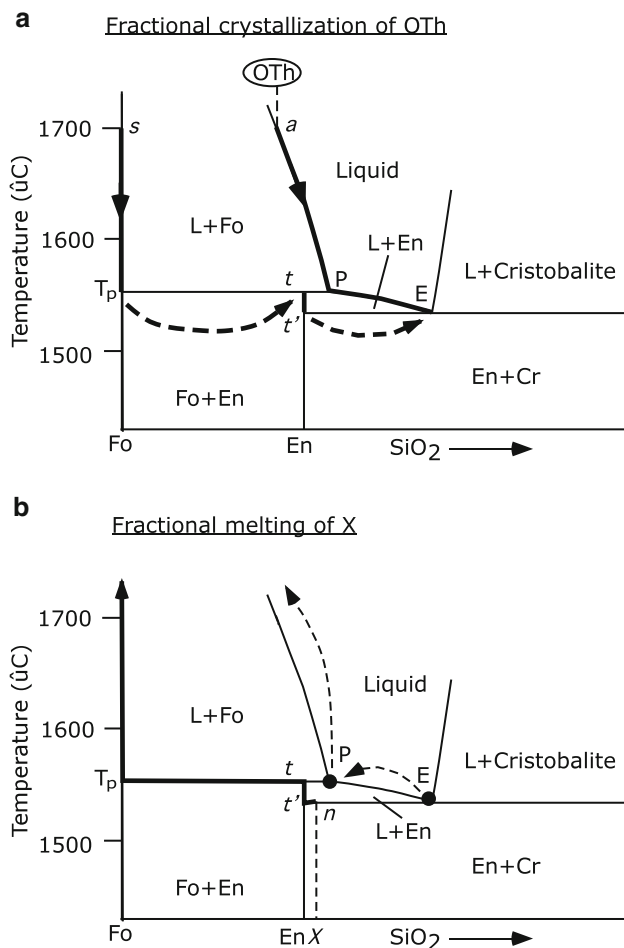 a
Fractional crystallization of OTh
OTh
1700
s
a
Liquid
L+Fo
1600
L+En
t
P
E
L+Cristobalite
Tp
t’
1500
Fo+En
En+Cr
Fo
En
SiO2
Temperature (ûC)
b
Fractional melting of X
1700
Liquid
L+Fo
1600
P
t
E
L+Cristobalite
Tp
t’
n
L+En
1500
Fo+En
En+Cr
Fo
En X
SiO2
Temperature (ûC)